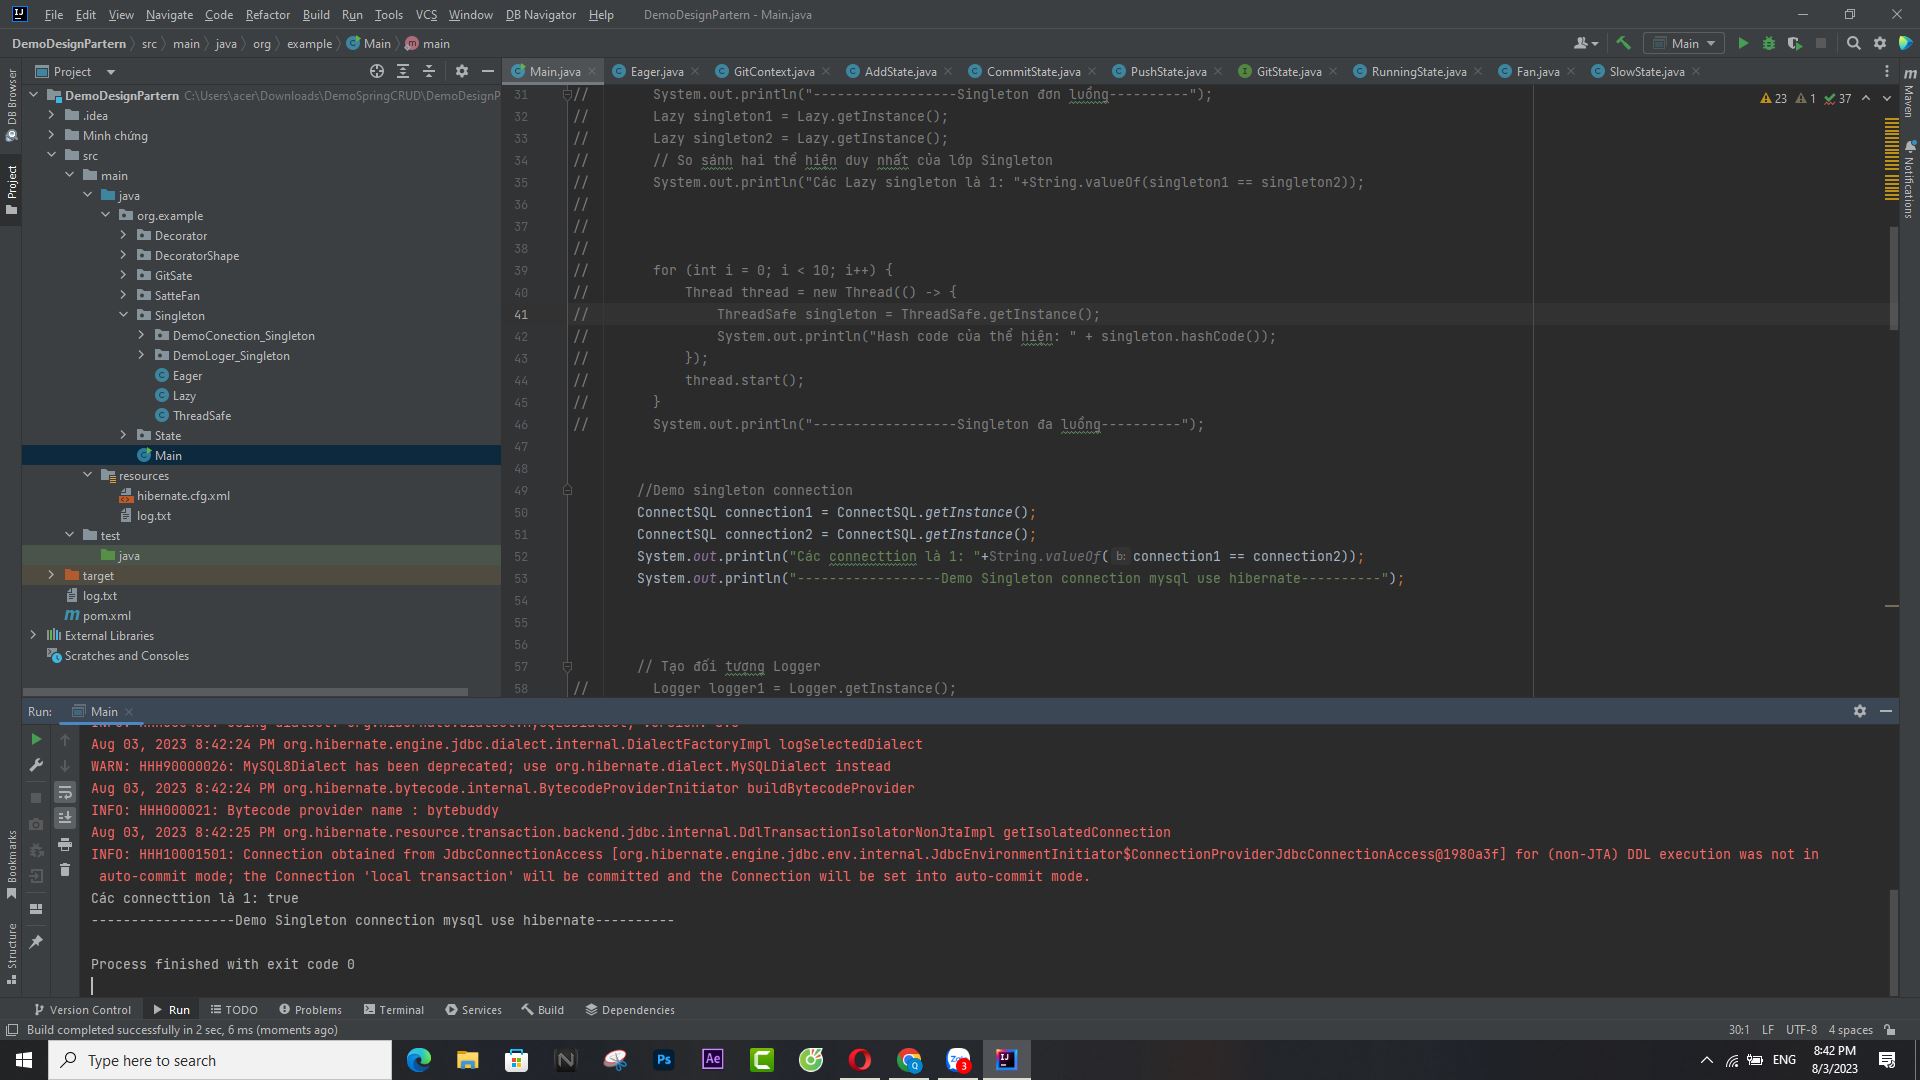 File Edit View Navigate Code Refactor Build Run Tools VCS Window DB Navigator Help DemoDesignPartern - Main.java
DemoDesignPartern src main java org example Main main
Main
Project
Main.java Eager.java GitContext.java AddState.java CommitState.java PushState.java GitState.java RunningState.java Fan.java SlowState.java
DB Browser
Project
Bookmarks
Structure
Maven
Notifications
DemoDesignPartern C:\Users\acer\Downloads\DemoSpringCRUD\DemoDesignP
.idea
Minh chứng
src
main
java
org.example
Decorator
DecoratorShape
GitSate
SatteFan
Singleton
DemoConection_Singleton
DemoLoger_Singleton
Eager
Lazy
ThreadSafe
State
Main
resources
hibernate.cfg.xml
log.txt
test
java
target
log.txt
pom.xml
External Libraries
Scratches and Consoles
23 1 37
31 // System.out.println("------------------Singleton đơn luồng----------");
32 // Lazy singleton1 = Lazy.getInstance();
33 // Lazy singleton2 = Lazy.getInstance();
34 // // So sánh hai thể hiện duy nhất của lớp Singleton
35 // System.out.println("Các Lazy singleton là 1: "+String.valueOf(singleton1 == singleton2));
36 //
37 //
38 //
39 // for (int i = 0; i < 10; i++) {
40 // Thread thread = new Thread(() -> {
41 // ThreadSafe singleton = ThreadSafe.getInstance();
42 // System.out.println("Hash code của thể hiện: " + singleton.hashCode());
43 // });
44 // thread.start();
45 // }
46 // System.out.println("------------------Singleton đa luồng----------");
47
48
49 //Demo singleton connection
50 ConnectSQL connection1 = ConnectSQL.getInstance();
51 ConnectSQL connection2 = ConnectSQL.getInstance();
52 System.out.println("Các connecttion là 1: "+String.valueOf( b: connection1 == connection2));
53 System.out.println("------------------Demo Singleton connection mysql use hibernate----------");
54
55
56
57 // Tạo đối tượng Logger
58 // Logger logger1 = Logger.getInstance();
Run: Main
Aug 03, 2023 8:42:24 PM org.hibernate.engine.jdbc.dialect.internal.DialectFactoryImpl logSelectedDialect
WARN: HHH90000026: MySQL8Dialect has been deprecated; use org.hibernate.dialect.MySQLDialect instead
Aug 03, 2023 8:42:24 PM org.hibernate.bytecode.internal.BytecodeProviderInitiator buildBytecodeProvider
INFO: HHH000021: Bytecode provider name : bytebuddy
Aug 03, 2023 8:42:25 PM org.hibernate.resource.transaction.backend.jdbc.internal.DdlTransactionIsolatorNonJtaImpl getIsolatedConnection
INFO: HHH10001501: Connection obtained from JdbcConnectionAccess [org.hibernate.engine.jdbc.env.internal.JdbcEnvironmentInitiator$ConnectionProviderJdbcConnectionAccess@1980a3f] for (non-JTA) DDL execution was not in
auto-commit mode; the Connection 'local transaction' will be committed and the Connection will be set into auto-commit mode.
Các connecttion là 1: true
------------------Demo Singleton connection mysql use hibernate----------
Process finished with exit code 0
Version Control Run TODO Problems Terminal Services Build Dependencies
Build completed successfully in 2 sec, 6 ms (moments ago)
30:1 LF UTF-8 4 spaces
Type here to search
Ps Ae
3
ENG
8:42 PM
8/3/2023